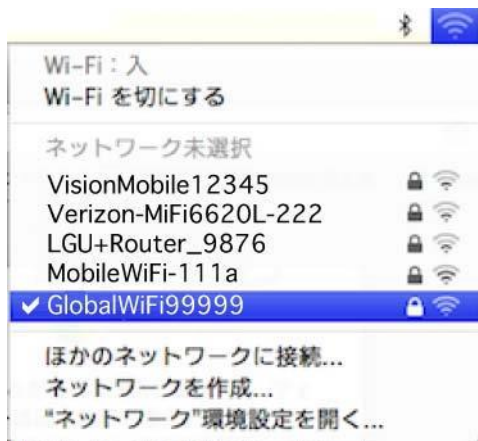 Wi-Fi：入
Wi-Fi を切にする
ネットワーク未選択
VisionMobile12345
Verizon-MiFi6620L-222
LGU+Router_9876
MobileWiFi-111a
GlobalWiFi99999
ほかのネットワークに接続...
ネットワークを作成...
“ネットワーク”環境設定を開く...